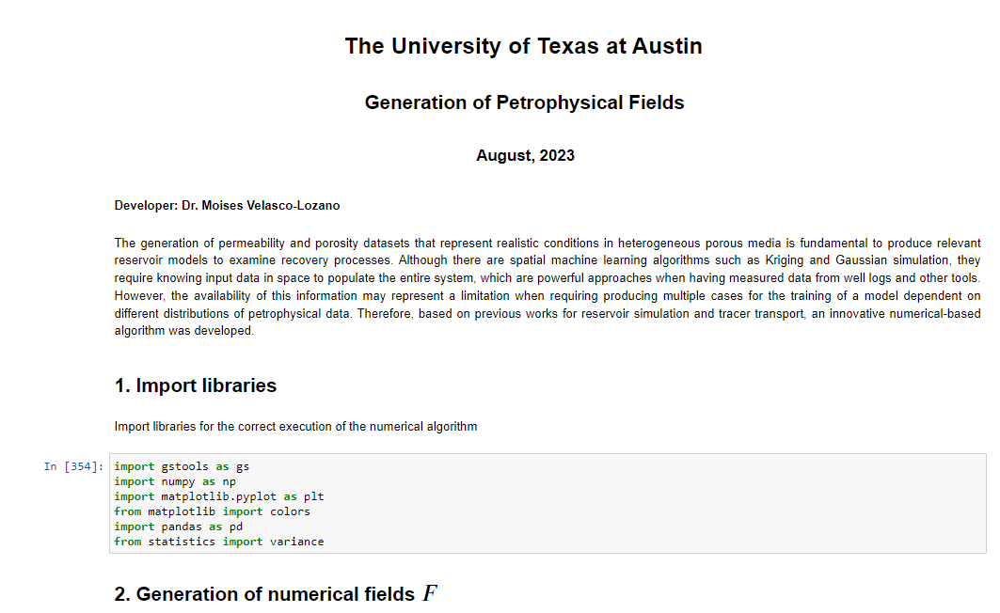 The University of Texas at Austin
Generation of Petrophysical Fields
August, 2023
Developer: Dr. Moises Velasco-Lozano
The generation of permeability and porosity datasets that represent realistic conditions in heterogeneous porous media is fundamental to produce relevant
reservoir models to examine recovery processes. Although there are spatial machine learning algorithms such as Kriging and Gaussian simulation, they
require knowing input data in space to populate the entire system, which are powerful approaches when having measured data from well logs and other tools.
However, the availability of this information may represent a limitation when requiring producing multiple cases for the training of a model dependent on
different distributions of petrophysical data. Therefore, based on previous works for reservoir simulation and tracer transport, an innovative numerical-based
algorithm was developed.
1. Import libraries
Import libraries for the correct execution of the numerical algorithm
In [354]: import gstools as gs
import numpy as np
import matplotlib.pyplot as plt
from matplotlib import colors
import pandas as pd
from statistics import variance
2. Generation of numerical fields F